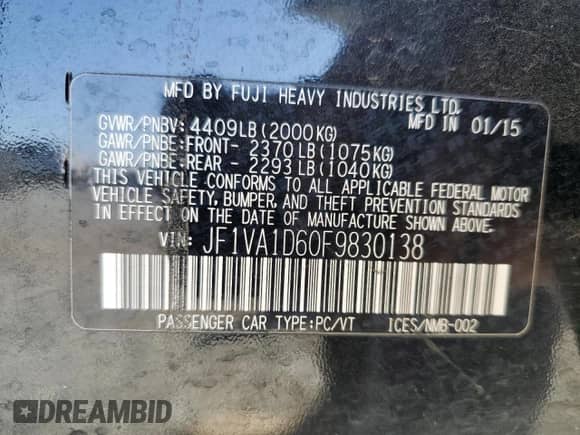 MFD BY FUJI HEAVY INDUSTRIES LTD.
GVWR/PNBV: 4409LB(2000KG) MFD IN 01/15
GAWR/PNBE:FRONT- 2370LB(1075KG)
GAWR/PNBE:REAR - 2293LB(1040KG)
THIS VEHICLE CONFORMS TO ALL APPLICABLE FEDERAL MOTOR
VEHICLE SAFETY, BUMPER, AND THEFT PREVENTION STANDARDS
IN EFFECT ON THE DATE OF MANUFACTURE SHOWN ABOVE.
VIN: JF1VA1D60F9830138
PASSENGER CAR TYPE:PC/VT ICES/NMB-002
DREAMBID